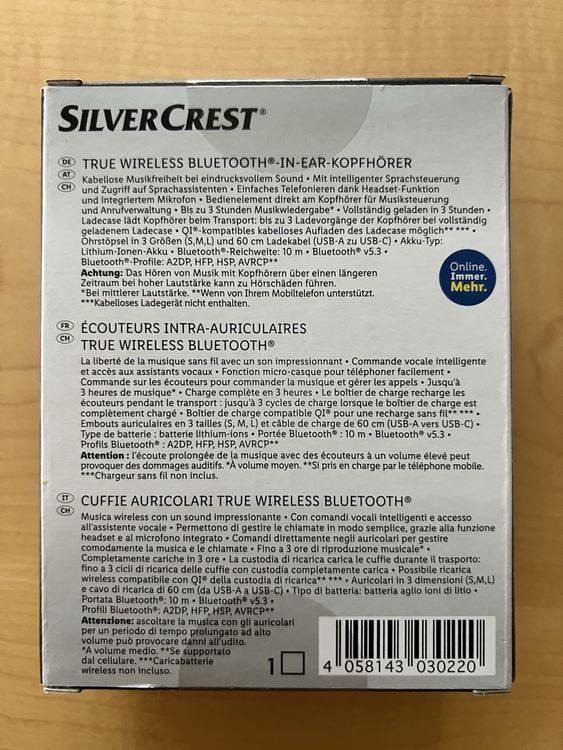 SILVERCREST®
DE AT CH
TRUE WIRELESS BLUETOOTH®-IN-EAR-KOPFHÖRER
Kabellose Musikfreiheit bei eindrucksvollem Sound • Mit intelligenter Sprachsteuerung
und Zugriff auf Sprachassistenten • Einfaches Telefonieren dank Headset-Funktion
und integriertem Mikrofon • Bedienelement direkt am Kopfhörer für Musiksteuerung
und Anrufverwaltung • Bis zu 3 Stunden Musikwiedergabe* • Vollständig geladen in 3 Stunden •
Ladecase lädt Kopfhörer beim Transport: bis zu 3 Ladevorgänge der Kopfhörer bei vollständig
geladenem Ladecase • QI®-kompatibles kabelloses Aufladen des Ladecase möglich** *** •
Ohrstöpsel in 3 Größen (S,M,L) und 60 cm Ladekabel (USB-A zu USB-C) • Akku-Typ:
Lithium-Ionen-Akku • Bluetooth®-Reichweite: 10 m • Bluetooth® v5.3 •
Bluetooth®-Profile: A2DP, HFP, HSP, AVRCP**
Achtung: Das Hören von Musik mit Kopfhörern über einen längeren
Zeitraum bei hoher Lautstärke kann zu Hörschäden führen.
*Bei mittlerer Lautstärke. **Wenn von Ihrem Mobiltelefon unterstützt.
***Kabelloses Ladegerät nicht enthalten.
Online.
Immer.
Mehr.
FR CH
ÉCOUTEURS INTRA-AURICULAIRES
TRUE WIRELESS BLUETOOTH®
La liberté de la musique sans fil avec un son impressionnant • Commande vocale intelligente
et accès aux assistants vocaux • Fonction micro-casque pour téléphoner facilement •
Commande sur les écouteurs pour commander la musique et gérer les appels • Jusqu'à
3 heures de musique* • Charge complète en 3 heures • Le boîtier de charge recharge les
écouteurs pendant le transport : jusqu'à 3 cycles de charge lorsque le boîtier de charge est
complètement chargé • Boîtier de charge compatible QI® pour une recharge sans fil** *** •
Embouts auriculaires en 3 tailles (S, M, L) et câble de charge de 60 cm (USB-A vers USB-C) •
Type de batterie : batterie lithium-ions • Portée Bluetooth® : 10 m • Bluetooth® v5.3 •
Profils Bluetooth® : A2DP, HFP, HSP, AVRCP**
Attention : l'écoute prolongée de la musique avec des écouteurs à un volume élevé peut
provoquer des dommages auditifs. *À volume moyen. **Si pris en charge par le téléphone mobile.
***Chargeur sans fil non inclus.
IT CH
CUFFIE AURICOLARI TRUE WIRELESS BLUETOOTH®
Musica wireless con un sound impressionante • Con comandi vocali intelligenti e accesso
all'assistente vocale • Permettono di gestire le chiamate in modo semplice, grazie alla funzione
headset e al microfono integrato • Comandi direttamente negli auricolari per gestire
comodamente la musica e le chiamate • Fino a 3 ore di riproduzione musicale* •
Completamente cariche in 3 ore • La custodia di ricarica carica le cuffie durante il trasporto:
fino a 3 cicli di ricarica delle cuffie con custodia completamente carica • Possibile ricarica
wireless compatibile con QI® della custodia di ricarica** *** • Auricolari in 3 dimensioni (S,M,L)
e cavo di ricarica di 60 cm (da USB-A a USB-C) • Tipo di batteria: batteria aglio ioni di litio •
Portata Bluetooth®: 10 m • Bluetooth® v5.3 •
Profili Bluetooth®: A2DP, HFP, HSP, AVRCP**
Attenzione: ascoltare la musica con gli auricolari
per un periodo di tempo prolungato ad alto
volume può provocare danni all'udito.
*A volume medio. **Se supportato
dal cellulare. ***Caricabatterie
wireless non incluso.
1
4 058143 030220